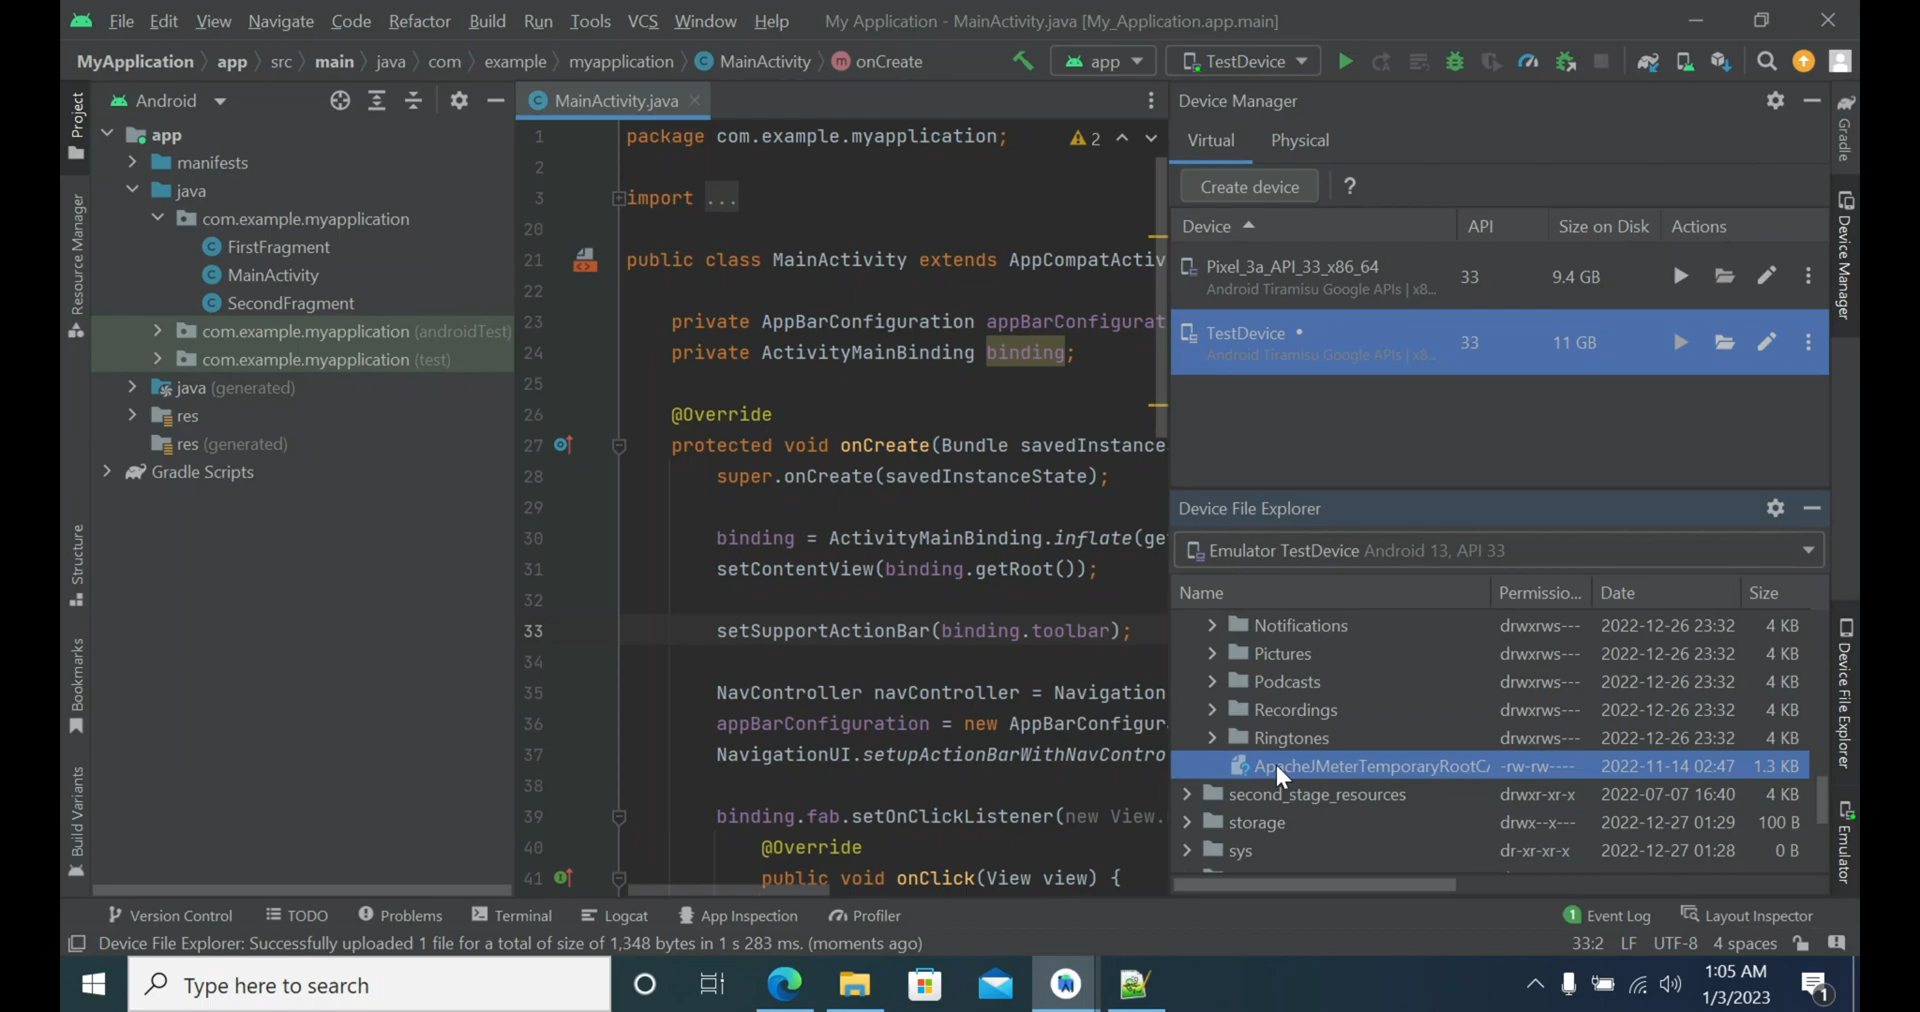 File Edit View Navigate Code Refactor Build Run Tools VCS Window Help My Application - MainActivity.java [My_Application.app.main]
MyApplication app src main java com example myapplication MainActivity onCreate app TestDevice
Android
MainActivity.java
Device Manager
Virtual Physical
Create device ?
Device API Size on Disk Actions
Pixel_3a_API_33_x86_64 33 9.4 GB
Android Tiramisu Google APIs | x8...
TestDevice 33 11 GB
Android Tiramisu Google APIs | x8...
Project
Resource Manager
Structure
Bookmarks
Build Variants
app
manifests
java
com.example.myapplication
FirstFragment
MainActivity
SecondFragment
com.example.myapplication (androidTest)
com.example.myapplication (test)
java (generated)
res
res (generated)
Gradle Scripts
2
1 package com.example.myapplication;
2
3 import ...
20
21 public class MainActivity extends AppCompatActiv
22
23 private AppBarConfiguration appBarConfigurat
24 private ActivityMainBinding binding;
25
26 @Override
27 protected void onCreate(Bundle savedInstance
28 super.onCreate(savedInstanceState);
29
30 binding = ActivityMainBinding.inflate(ge
31 setContentView(binding.getRoot());
32
33 setSupportActionBar(binding.toolbar);
34
35 NavController navController = Navigation
36 appBarConfiguration = new AppBarConfigur
37 NavigationUI.setupActionBarWithNavContro
38
39 binding.fab.setOnClickListener(new View.
40 @Override
41 public void onClick(View view) {
Device File Explorer
Emulator TestDevice Android 13, API 33
Name Permissio... Date Size
Notifications drwxrws--- 2022-12-26 23:32 4 KB
Pictures drwxrws--- 2022-12-26 23:32 4 KB
Podcasts drwxrws--- 2022-12-26 23:32 4 KB
Recordings drwxrws--- 2022-12-26 23:32 4 KB
Ringtones drwxrws--- 2022-12-26 23:32 4 KB
ApacheJMeterTemporaryRootCA -rw-rw---- 2022-11-14 02:47 1.3 KB
second_stage_resources drwxr-xr-x 2022-07-07 16:40 4 KB
storage drwx--x--- 2022-12-27 01:29 100 B
sys dr-xr-xr-x 2022-12-27 01:28 0 B
Gradle
Device Manager
Device File Explorer
Emulator
Version Control TODO Problems Terminal Logcat App Inspection Profiler 1 Event Log Layout Inspector
Device File Explorer: Successfully uploaded 1 file for a total of size of 1,348 bytes in 1 s 283 ms. (moments ago) 33:2 LF UTF-8 4 spaces
Type here to search
1:05 AM
1/3/2023
1